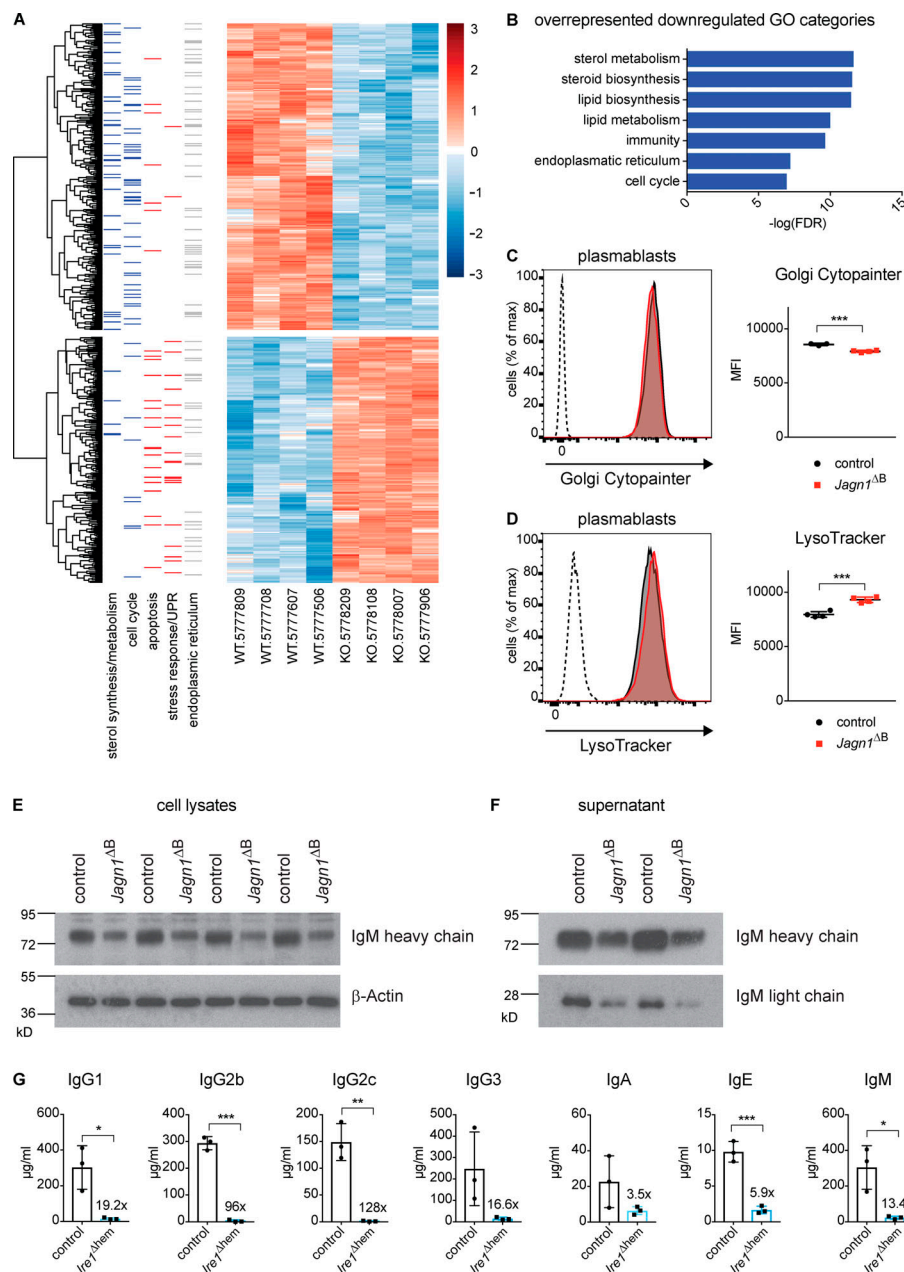 A
3
2
1
0
0
-1
-2
-3
sterol synthesis/metabolism
cell cycle
apoptosis
stress response/UPR
endoplasmic reticulum
WT.5777809
WT.5777708
WT.5777607
WT.5777506
KO.5778209
KO.5778108
KO.5778007
KO.5777906
B overrepresented downregulated GO categories
sterol metabolism
steroid biosynthesis
lipid biosynthesis
lipid metabolism
immunity
endoplasmatic reticulum
cell cycle
0 5 10 15
-log(FDR)
C plasmablasts
cells (% of max)
100
80
60
40
20
0
0
Golgi Cytopainter
Golgi Cytopainter
MFI
10000
5000
0
***
control
Jagn1ΔB
D plasmablasts
cells (% of max)
100
80
60
40
20
0
0
LysoTracker
LysoTracker
MFI
10000
5000
0
***
control
Jagn1ΔB
E cell lysates
control Jagn1ΔB control Jagn1ΔB control Jagn1ΔB control Jagn1ΔB
95
72
IgM heavy chain
55
36
β-Actin
kD
F supernatant
control Jagn1ΔB control Jagn1ΔB
95
72
IgM heavy chain
28
IgM light chain
kD
G
IgG1
µg/ml
600
400
200
0
*
19.2x
control
Ire1Δhem
IgG2b
µg/ml
400
300
200
100
0
***
96x
control
Ire1Δhem
IgG2c
µg/ml
200
150
100
50
0
**
128x
control
Ire1Δhem
IgG3
µg/ml
500
400
300
200
100
0
16.6x
control
Ire1Δhem
IgA
µg/ml
60
40
20
0
3.5x
control
Ire1Δhem
IgE
µg/ml
15
10
5
0
***
5.9x
control
Ire1Δhem
IgM
µg/ml
600
400
200
0
*
13.4
control
Ire1Δhem